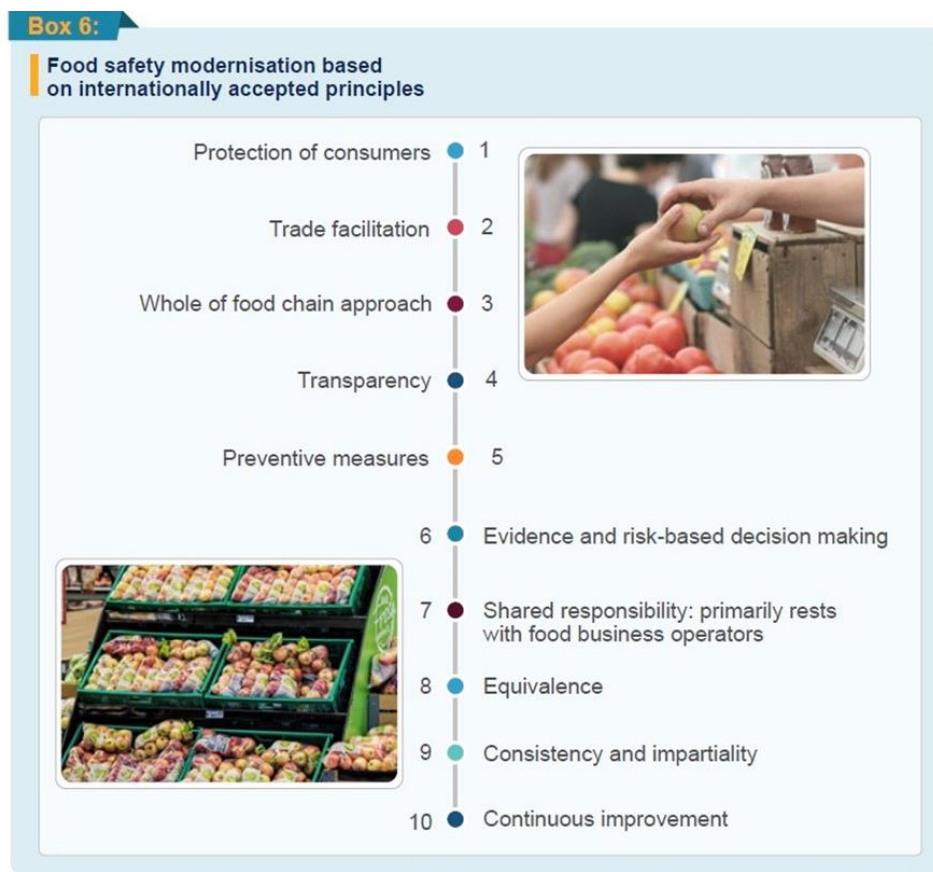 Box 6:
Food safety modernisation based
on internationally accepted principles
Protection of consumers 1
Trade facilitation 2
Whole of food chain approach 3
Transparency 4
Preventive measures 5
6 Evidence and risk-based decision making
7 Shared responsibility: primarily rests
with food business operators
8 Equivalence
9 Consistency and impartiality
10 Continuous improvement